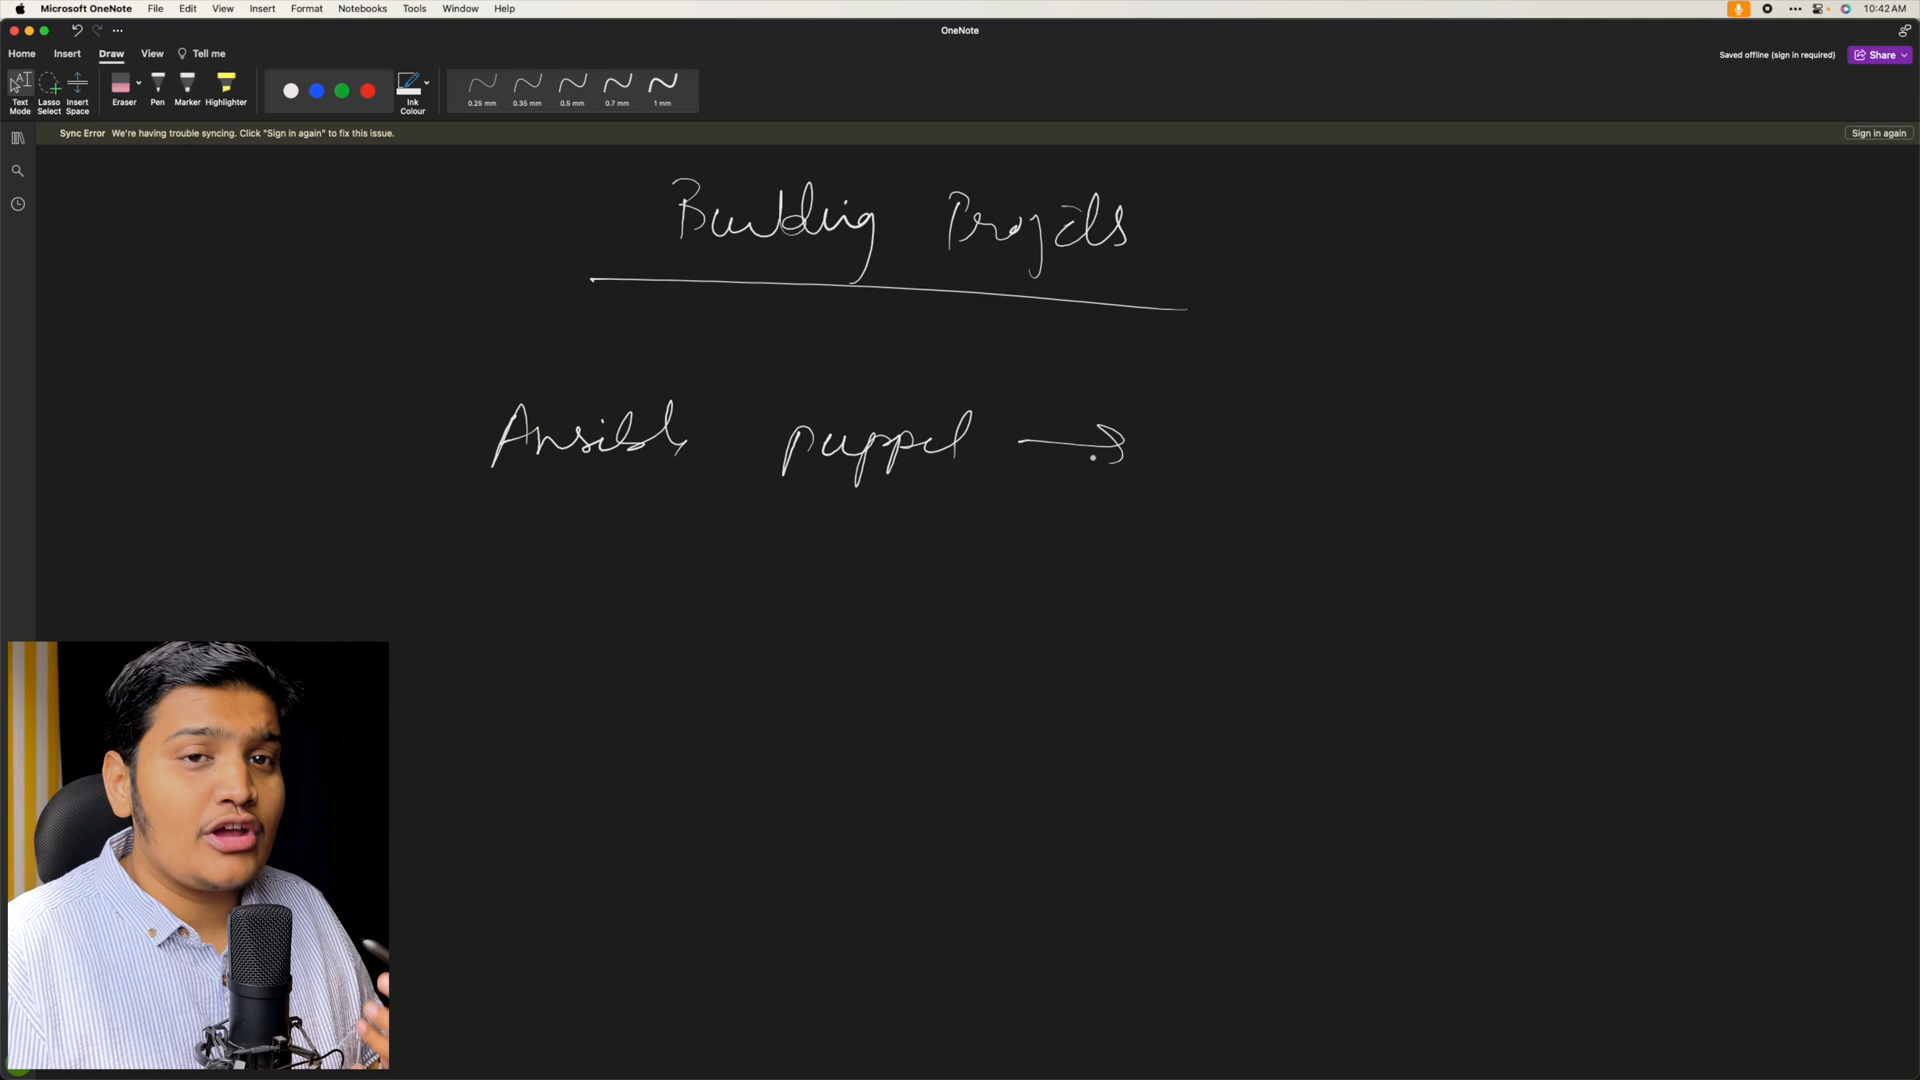 Microsoft OneNote File Edit View Insert Format Notebooks Tools Window Help 10:42 AM
OneNote
Home Insert Draw View Tell me
Saved offline (sign in required) Share
Text Mode Lasso Select Insert Space Eraser Pen Marker Highlighter Ink Colour 0.25 mm 0.35 mm 0.5 mm 0.7 mm 1 mm
Sync Error We're having trouble syncing. Click "Sign in again" to fix this issue. Sign in again
Building Projects
Ansible puppet →